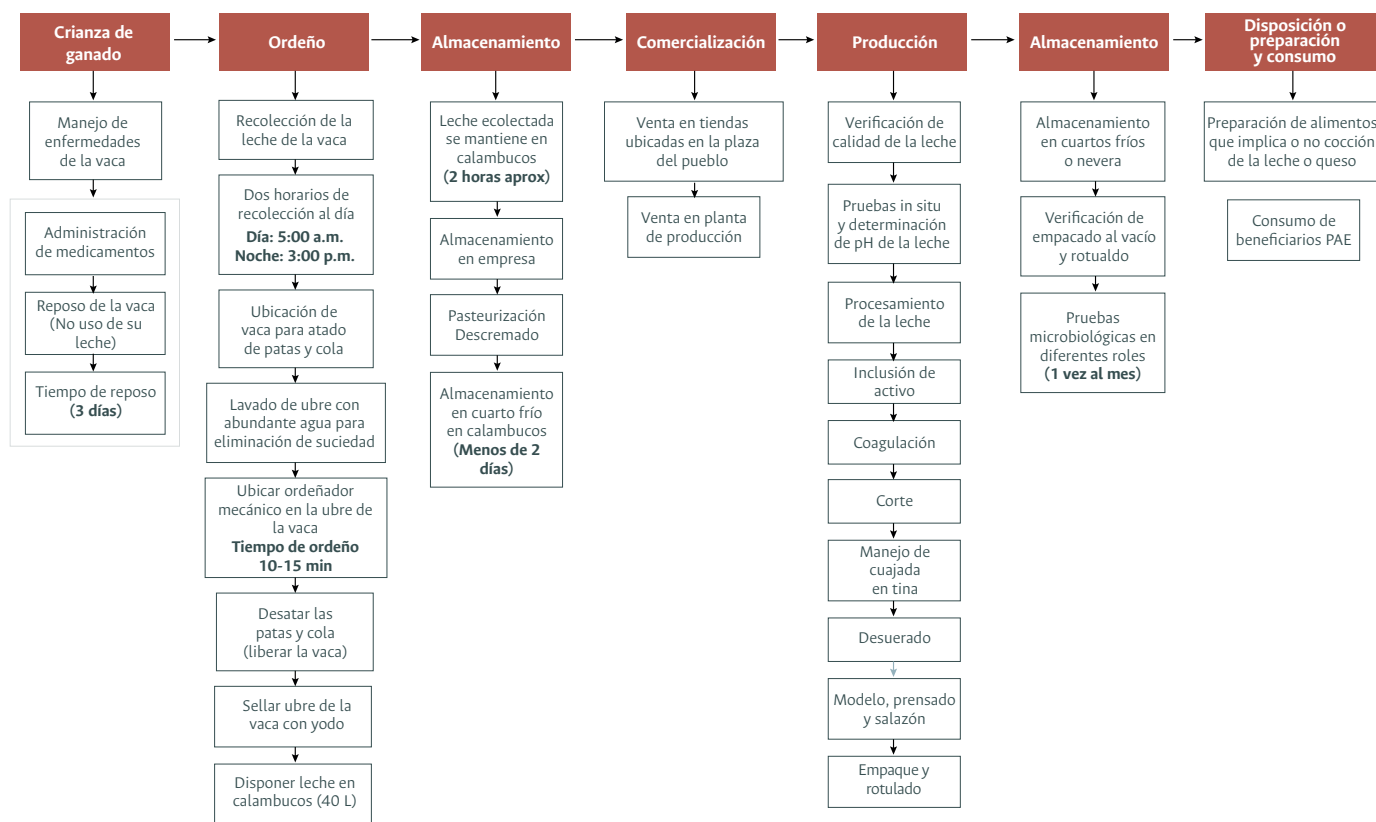 Crianza de
ganado
Ordeño
Almacenamiento
Comercialización
Producción
Almacenamiento
Disposición o
preparación
y consumo
Manejo de
enfermedades
de la vaca
Administración
de medicamentos
Reposo de la vaca
(No uso de su
leche)
Tiempo de reposo
(3 días)
Recolección de la
leche de la vaca
Dos horarios de
recolección al día
Día: 5:00 a.m.
Noche: 3:00 p.m.
Ubicación de
vaca para atado
de patas y cola
Lavado de ubre con
abundante agua para
eliminación de suciedad
Ubicar ordeñador
mecánico en la ubre de
la vaca
Tiempo de ordeño
10-15 min
Desatar las
patas y cola
(liberar la vaca)
Sellar ubre de la
vaca con yodo
Disponer leche en
calambucos (40 L)
Leche ecolectada
se mantiene en
calambucos
(2 horas aprox)
Almacenamiento
en empresa
Pasteurización
Descremado
Almacenamiento
en cuarto frío
en calambucos
(Menos de 2
días)
Venta en tiendas
ubicadas en la plaza
del pueblo
Venta en planta
de producción
Verificación de
calidad de la leche
Pruebas in situ
y determinación
de pH de la leche
Procesamiento
de la leche
Inclusión de
activo
Coagulación
Corte
Manejo de
cuajada
en tina
Desuerado
Modelo, prensado
y salazón
Empaque y
rotulado
Almacenamiento
en cuartos fríos
o nevera
Verificación de
empacado al vacío
y rotualdo
Pruebas
microbiológicas en
diferentes roles
(1 vez al mes)
Preparación de alimentos
que implica o no cocción
de la leche o queso
Consumo de
beneficiarios PAE